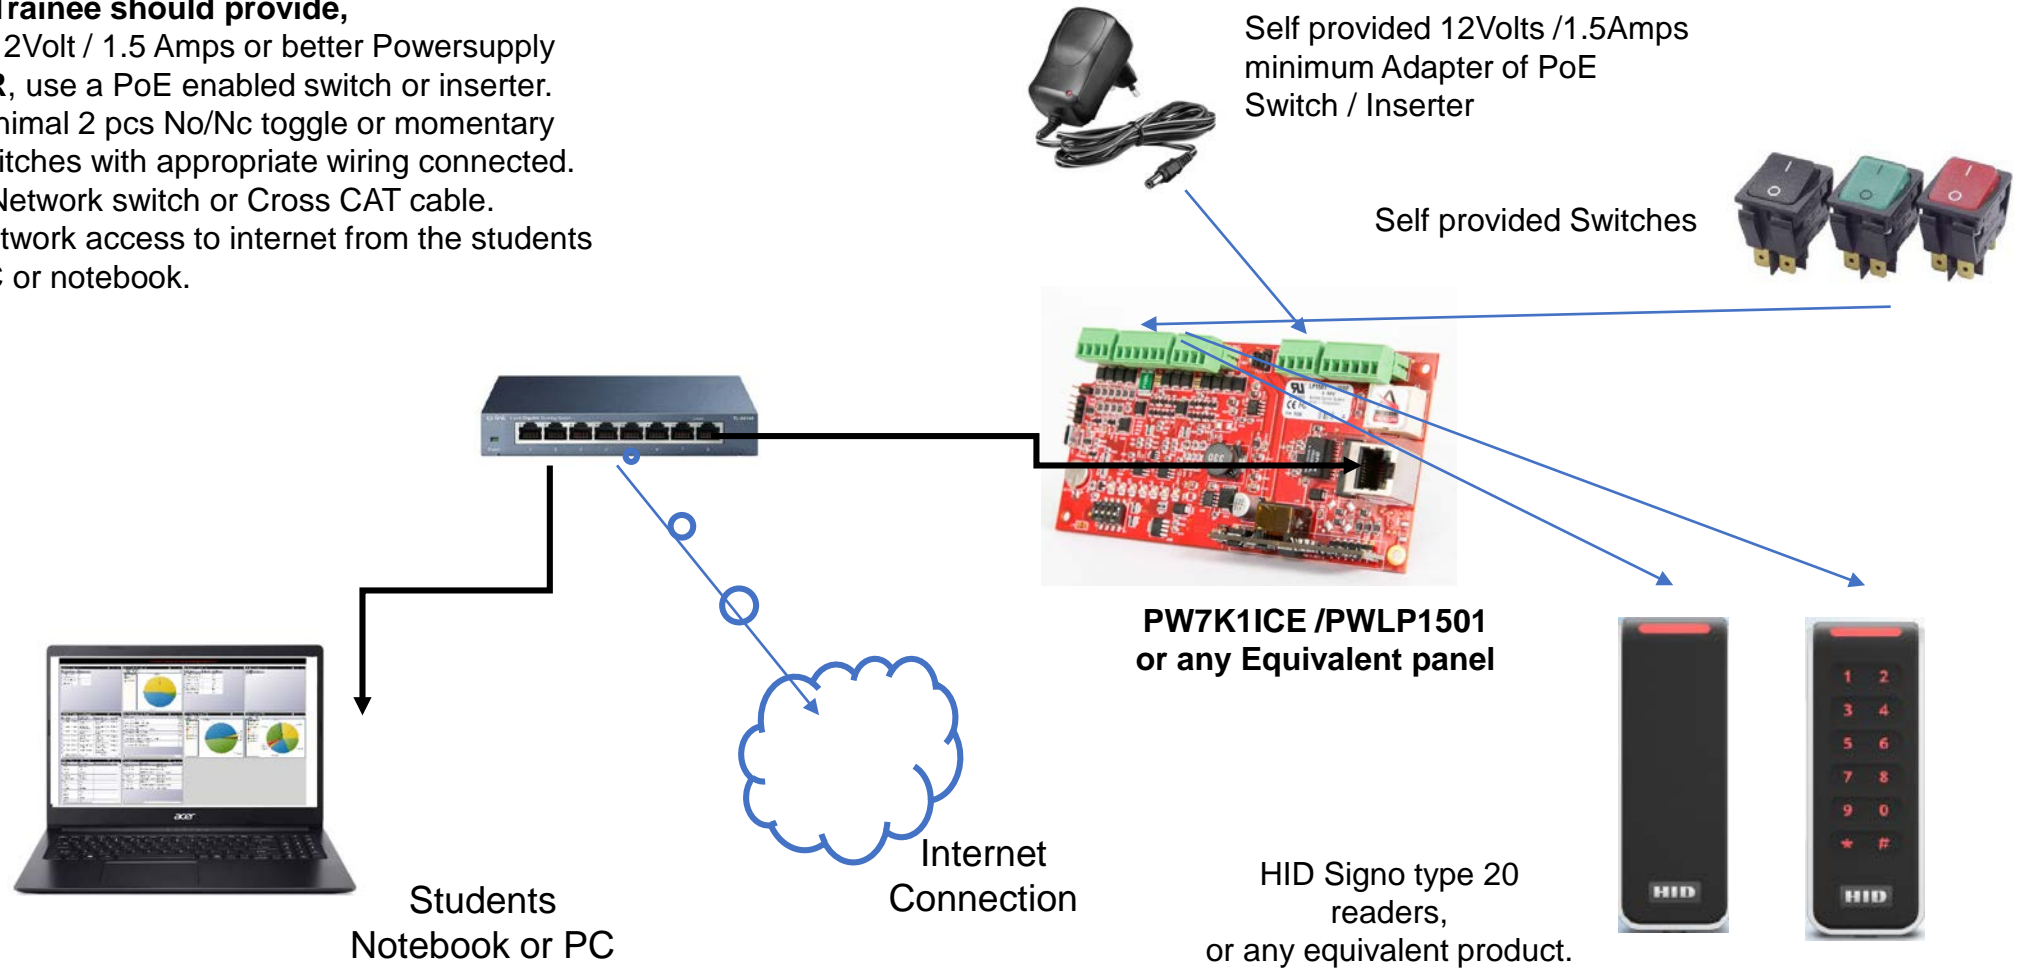 Trainee should provide,
2Volt / 1.5 Amps or better Powersupply
R, use a PoE enabled switch or inserter.
nimal 2 pcs No/Nc toggle or momentary
itches with appropriate wiring connected.
Network switch or Cross CAT cable.
twork access to internet from the students
C or notebook.
Self provided 12Volts /1.5Amps
minimum Adapter of PoE
Switch / Inserter
Self provided Switches
PW7K1ICE /PWLP1501
or any Equivalent panel
Internet
Connection
Students
Notebook or PC
HID Signo type 20
readers,
or any equivalent product.
acer
HID
1 2
3 4
5 6
7 8
9 0
* #
HID